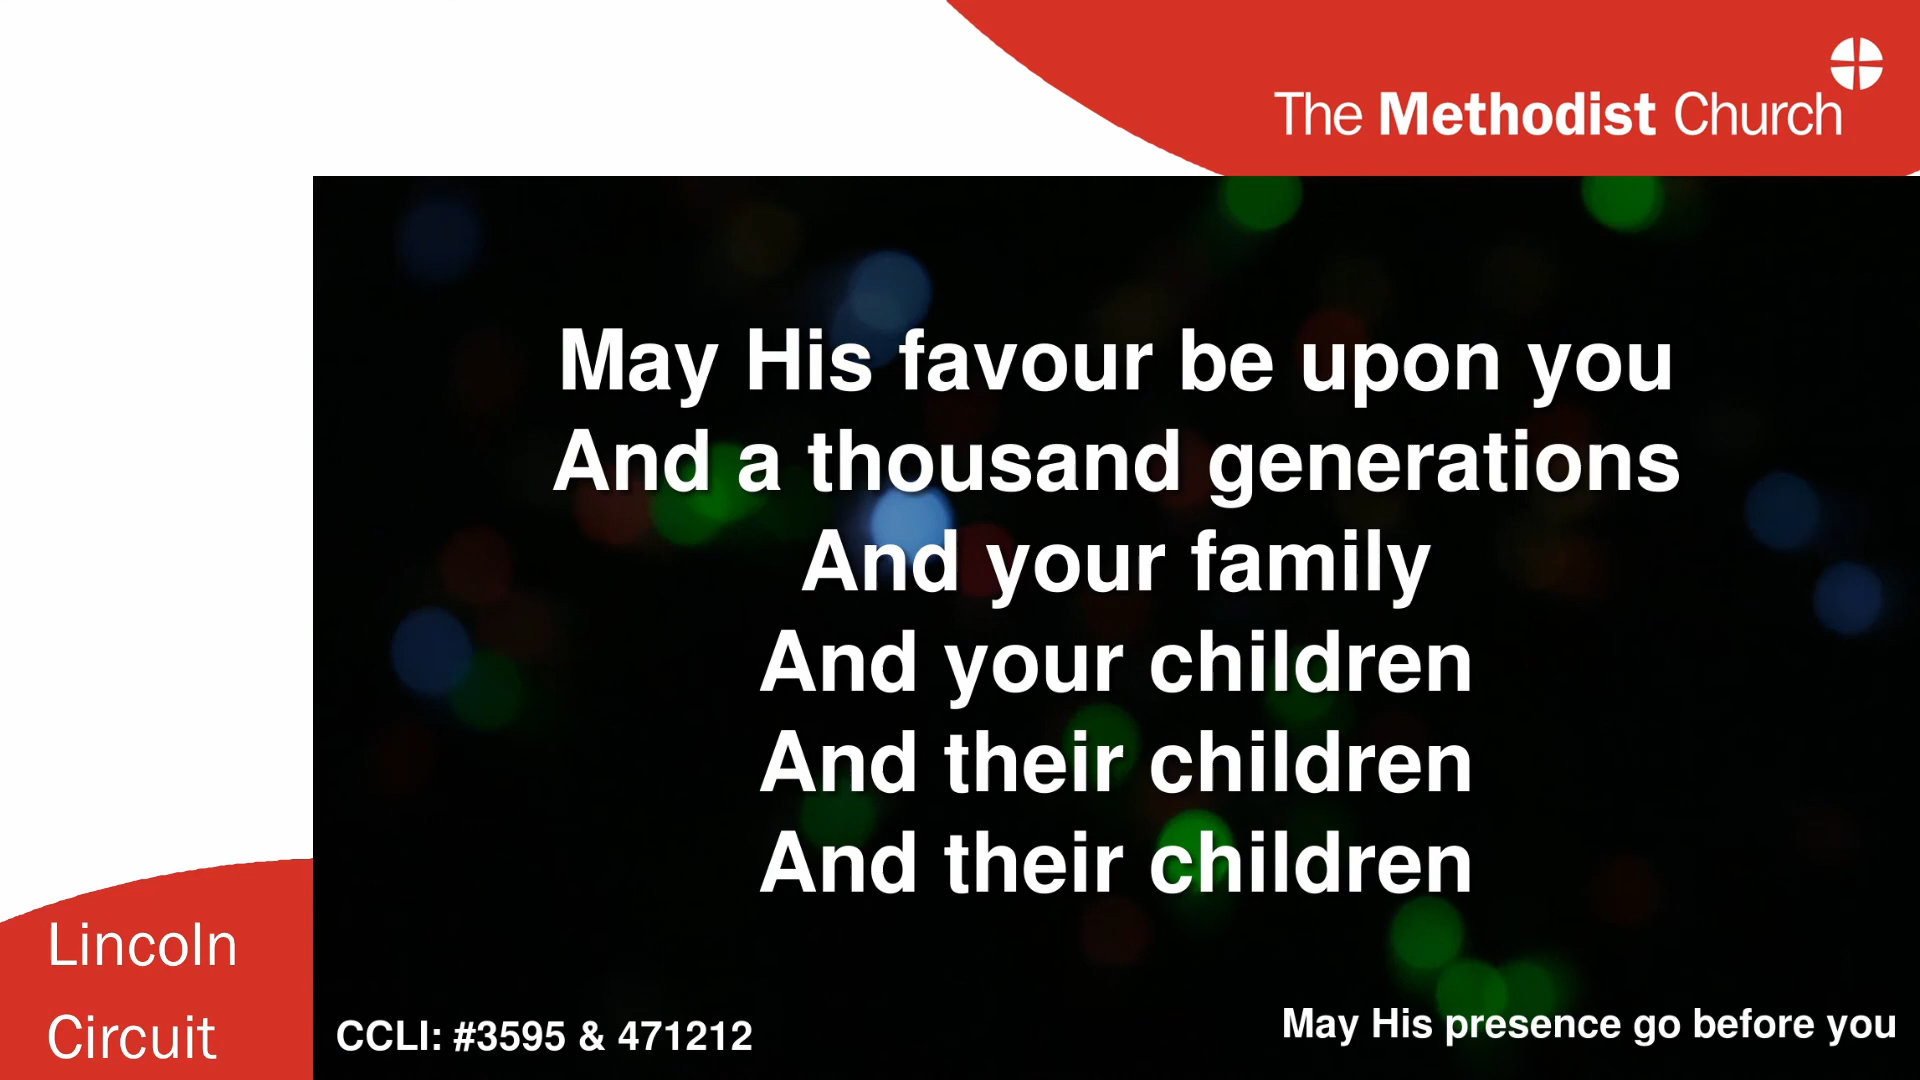 The Methodist Church
May His favour be upon you
And a thousand generations
And your family
And your children
And their children
And their children
Lincoln
Circuit
CCLI: #3595 & 471212
May His presence go before you